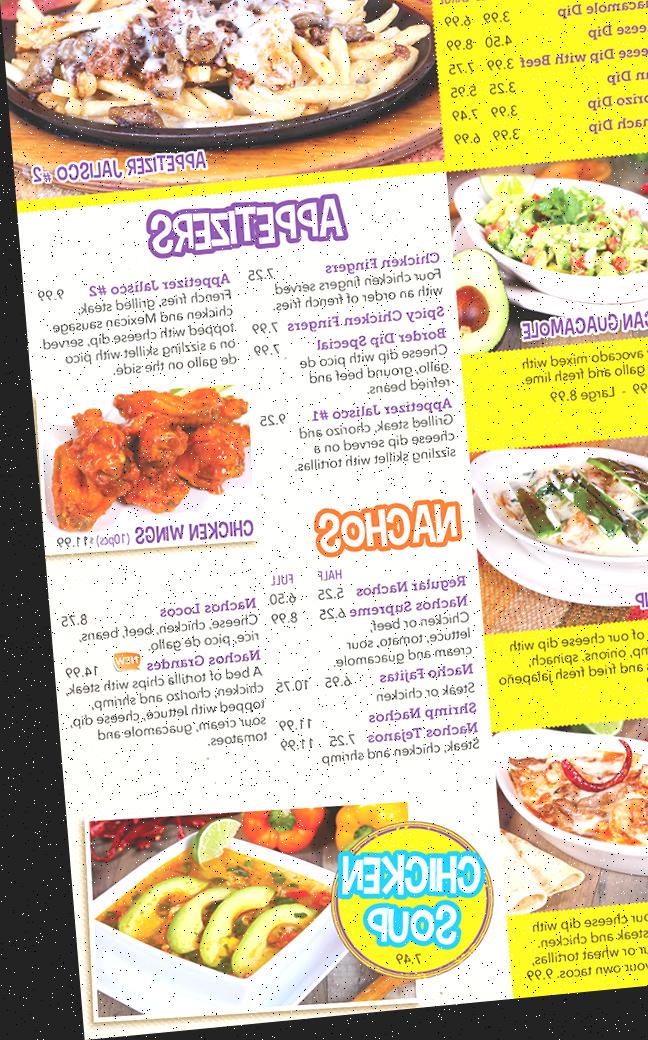 Dip 3.99 6.99
Dip 4.50 8.99
Dip with Beef 3.99 7.75
Dip 3.25 5.95
Dip 3.99 7.49
Dip 3.99 6.99
GUACAMOLE
avocado mixed with
gallo and fresh lime.
- Large 8.99
of our cheese dip with
onions, spinach,
and fried fresh jalapeño
cheese dip with
steak and chicken.
or wheat tortillas,
your own tacos. 9.99
APPETIZER JALISCO #2
APPETIZERS
Chicken Fingers 7.25
Four chicken fingers served
with an order of french fries.
Spicy Chicken Fingers 7.99
Border Dip Special 7.99
Cheese dip with pico de
gallo, ground beef and
refried beans.
Appetizer Jalisco #1 9.25
Grilled steak, chorizo and
cheese dip served on a
sizzling skillet with tortillas.
Appetizer Jalisco #2 9.99
French fries, grilled steak,
chicken and Mexican sausage
topped with cheese dip, served
on a sizzling skillet with pico
de gallo on the side.
CHICKEN WINGS (10pcs) $11.99
NACHOS
HALF FULL
Regular Nachos 5.25 6.50
Nachos Supreme 6.25 8.99
Chicken or beef,
lettuce, tomato, sour
cream and guacamole
Nacho Fajitas 6.95 10.75
Steak or chicken
Shrimp Nachos 11.99
Nachos Tejanos 7.25 11.99
Steak, chicken and shrimp
Nachos Locos 8.75
Cheese, chicken, beef, beans,
rice, pico de gallo.
Nachos Grandes NEW 14.99
A bed of tortilla chips with steak,
chicken, chorizo and shrimp,
topped with lettuce, cheese dip,
sour cream, guacamole and
tomatoes.
CHICKEN
SOUP
7.49